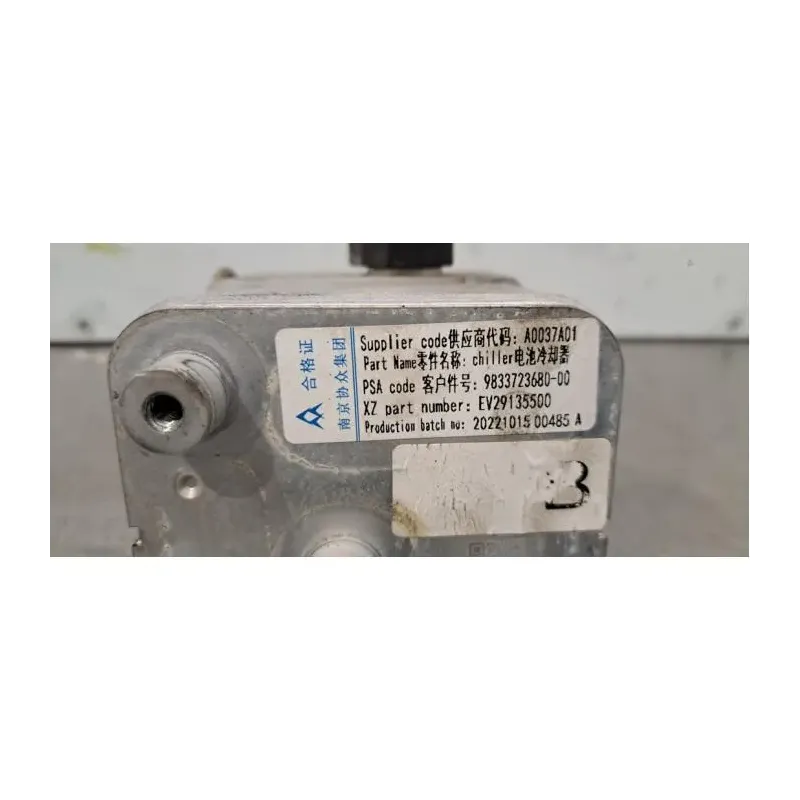 合格证
南京协众集团
Supplier code供应商代码: A0037A01
Part Name零件名称: chiller电池冷却器
PSA code 客户件号: 9833723680-00
XZ part number: EV29135500
Production batch no: 20221015 00485 A
B